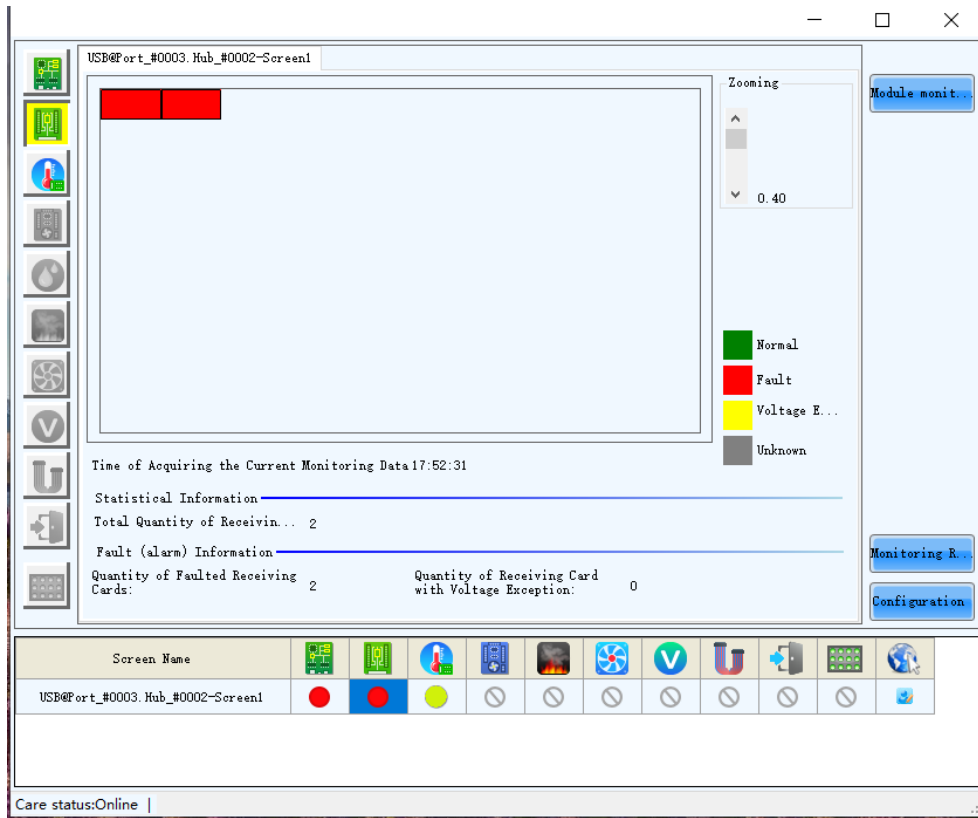 USB@Port_#0003.Hub_#0002-Screen1
Zooming
Module monit...
0.40
Normal
Fault
Voltage E...
Unknown
Time of Acquiring the Current Monitoring Data 17:52:31
Statistical Information
Total Quantity of Receivin... 2
Fault (alarm) Information
Monitoring R...
Quantity of Faulted Receiving Cards: 2
Quantity of Receiving Card with Voltage Exception: 0
Configuration
Screen Name
USB@Port_#0003.Hub_#0002-Screen1
Care status:Online |